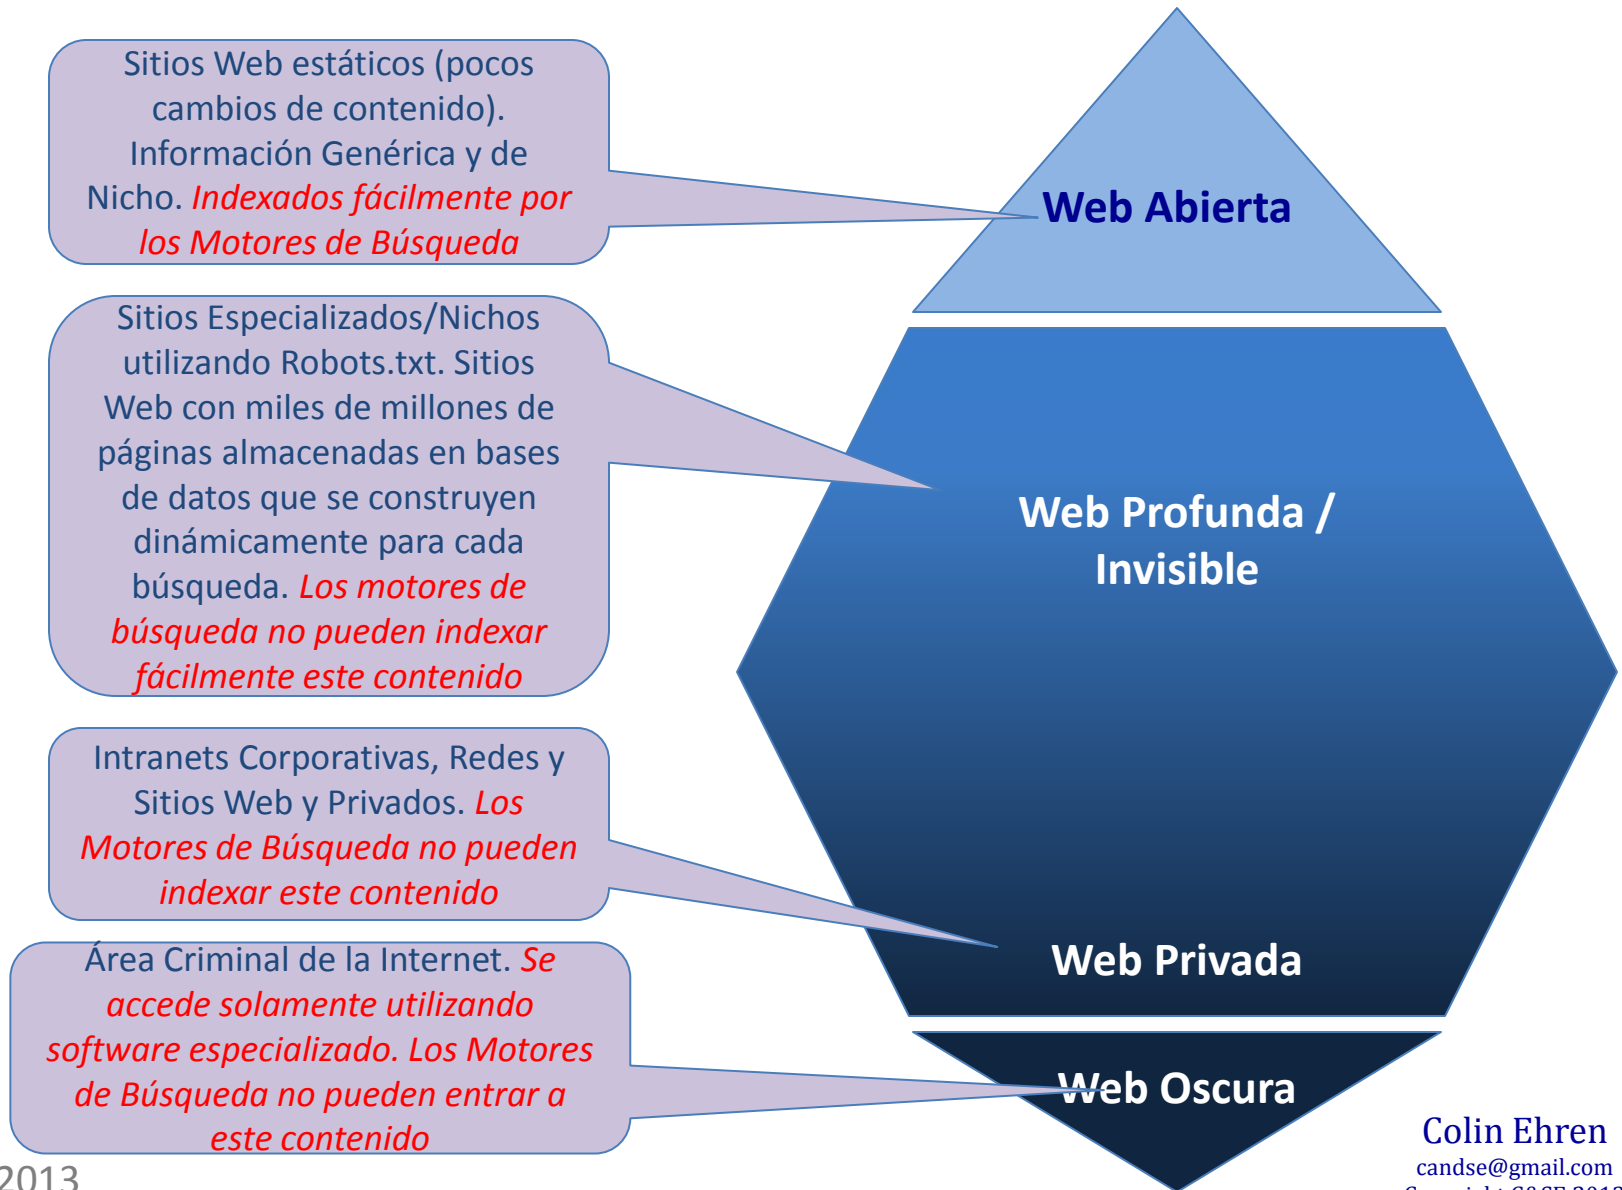 Sitios Web estáticos (pocos
cambios de contenido).
Información Genérica y de
Nicho. Indexados fácilmente por
los Motores de Búsqueda
Web Abierta
Sitios Especializados/Nichos
utilizando Robots.txt. Sitios
Web con miles de millones de
páginas almacenadas en bases
de datos que se construyen
dinámicamente para cada
búsqueda. Los motores de
búsqueda no pueden indexar
fácilmente este contenido
Web Profunda /
Invisible
Intranets Corporativas, Redes y
Sitios Web y Privados. Los
Motores de Búsqueda no pueden
indexar este contenido
Web Privada
Área Criminal de la Internet. Se
accede solamente utilizando
software especializado. Los Motores
de Búsqueda no pueden entrar a
este contenido
Web Oscura
Colin Ehren
candse@gmail.com
Copyright C&SE 2013
2013